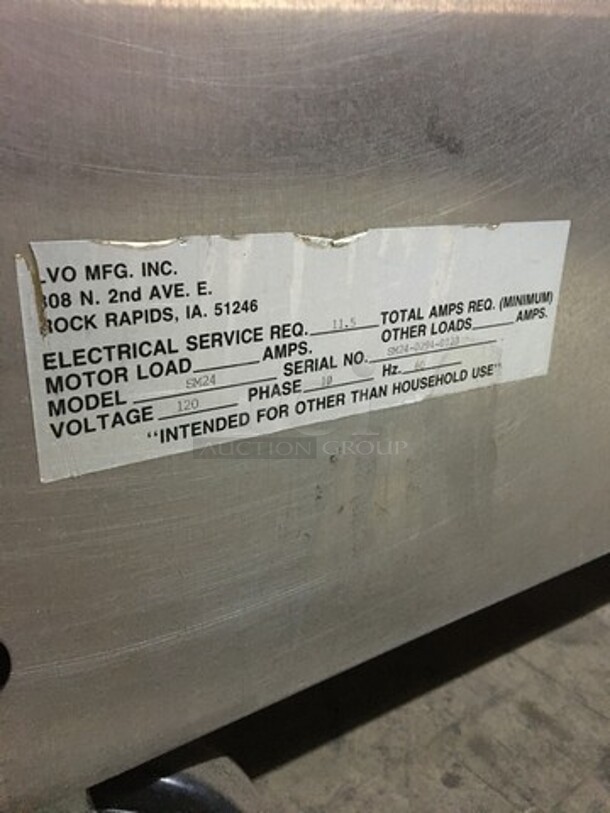 LVO MFG. INC.
808 N. 2nd AVE. E.
ROCK RAPIDS, IA. 51246
ELECTRICAL SERVICE REQ. 11.5 TOTAL AMPS REQ. (MINIMUM)
MOTOR LOAD AMPS. OTHER LOADS AMPS.
MODEL SM24 SERIAL NO.
VOLTAGE 120 PHASE 10 Hz. 60
"INTENDED FOR OTHER THAN HOUSEHOLD USE"
AUCTION GROUP